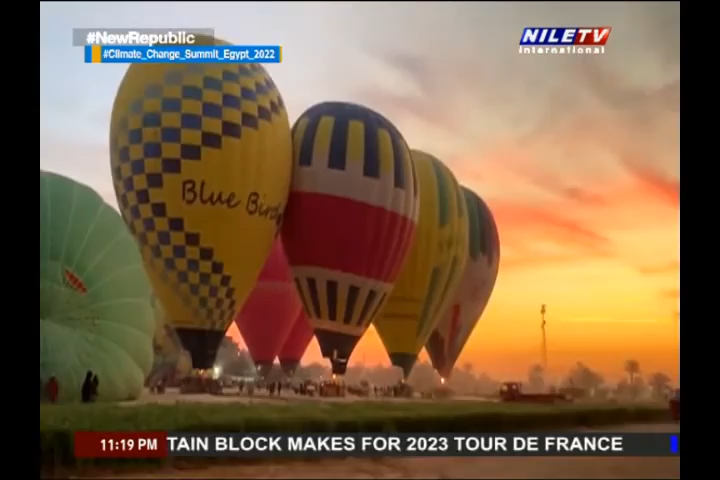 #NewRepublic
#Climate_Change_Summit_Egypt_2022
NILETV
International
Blue Bird
11:19 PM TAIN BLOCK MAKES FOR 2023 TOUR DE FRANCE